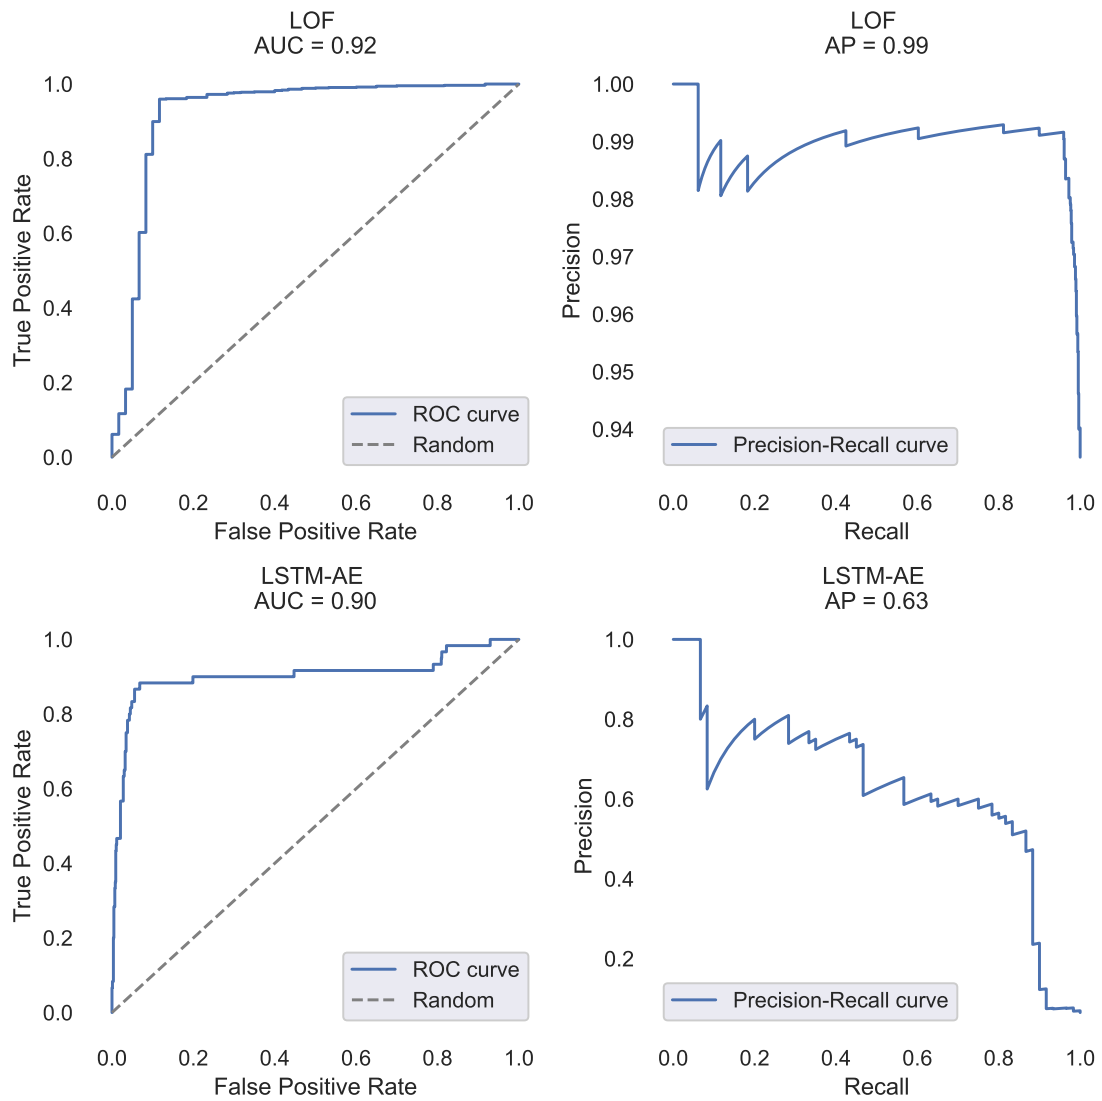 LOF
AUC = 0.92
1.0
0.8
0.6
0.4
0.2
0.0
True Positive Rate
ROC curve
Random
0.0 0.2 0.4 0.6 0.8 1.0
False Positive Rate
LOF
AP = 0.99
1.00
0.99
0.98
0.97
0.96
0.95
0.94
Precision
Precision-Recall curve
0.0 0.2 0.4 0.6 0.8 1.0
Recall
LSTM-AE
AUC = 0.90
1.0
0.8
0.6
0.4
0.2
0.0
True Positive Rate
ROC curve
Random
0.0 0.2 0.4 0.6 0.8 1.0
False Positive Rate
LSTM-AE
AP = 0.63
1.0
0.8
0.6
0.4
0.2
Precision
Precision-Recall curve
0.0 0.2 0.4 0.6 0.8 1.0
Recall